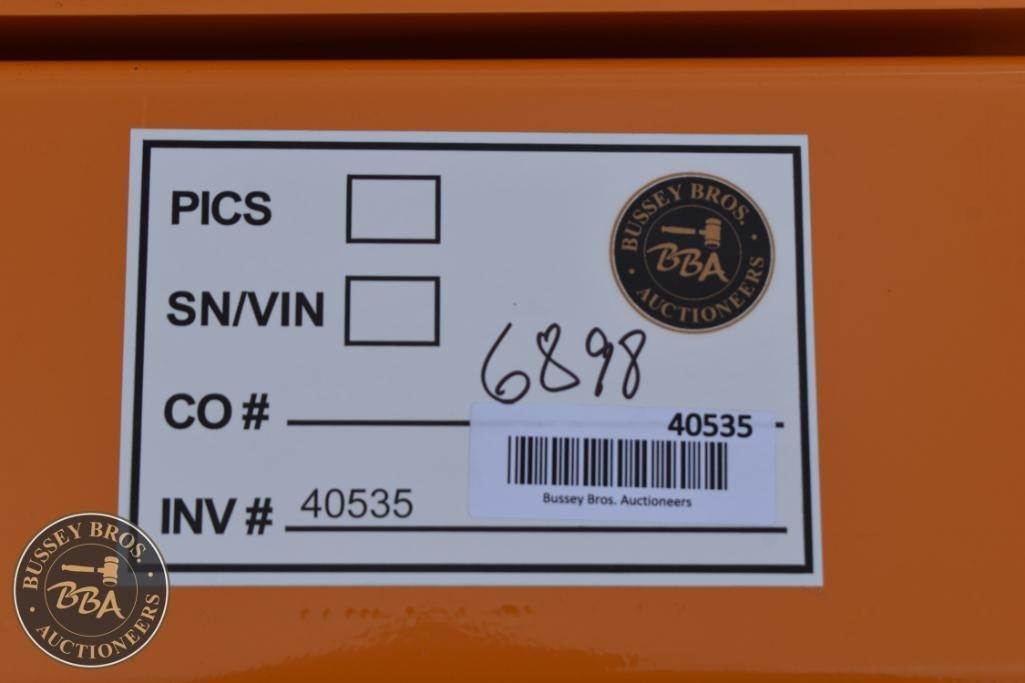 PICS
BUSSEY BROS.
BBA
AUCTIONEERS
SN/VIN
6898
CO #
40535
Bussey Bros. Auctioneers
INV # 40535
BUSSEY BROS.
BBA
AUCTIONEERS